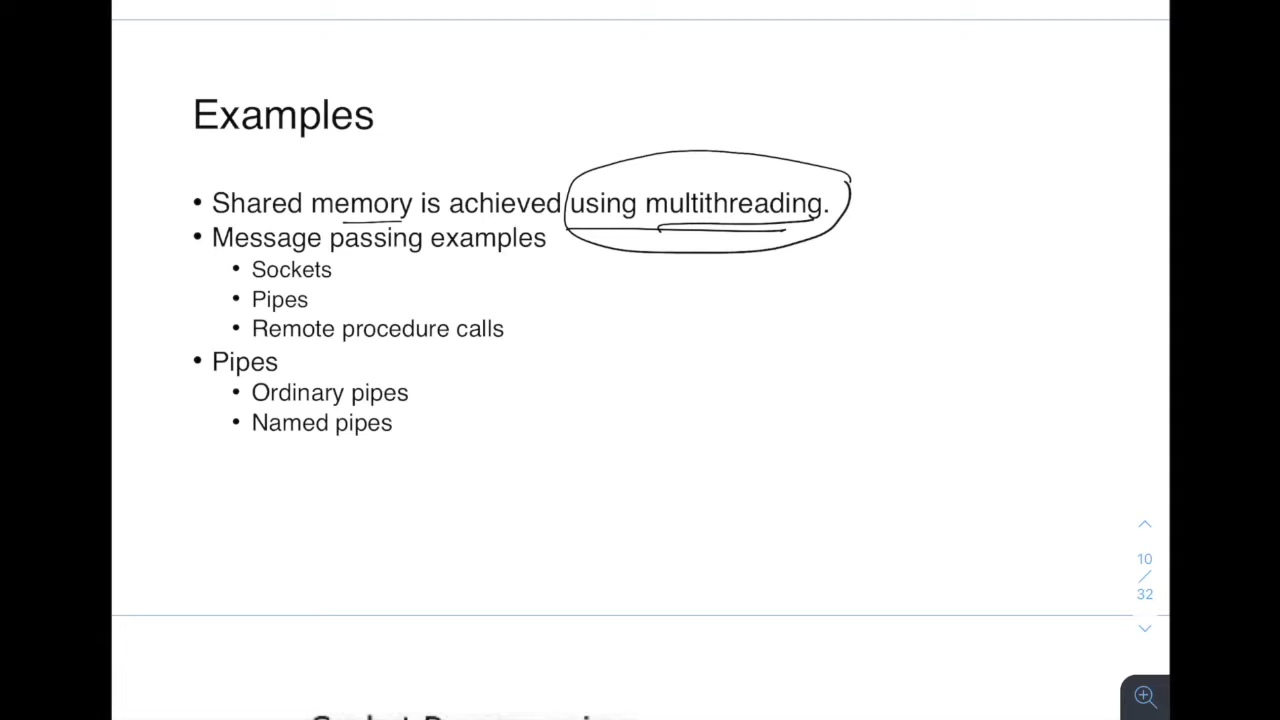 Examples
• Shared memory is achieved using multithreading.
• Message passing examples
• Sockets
• Pipes
• Remote procedure calls
• Pipes
• Ordinary pipes
• Named pipes
10
/
32